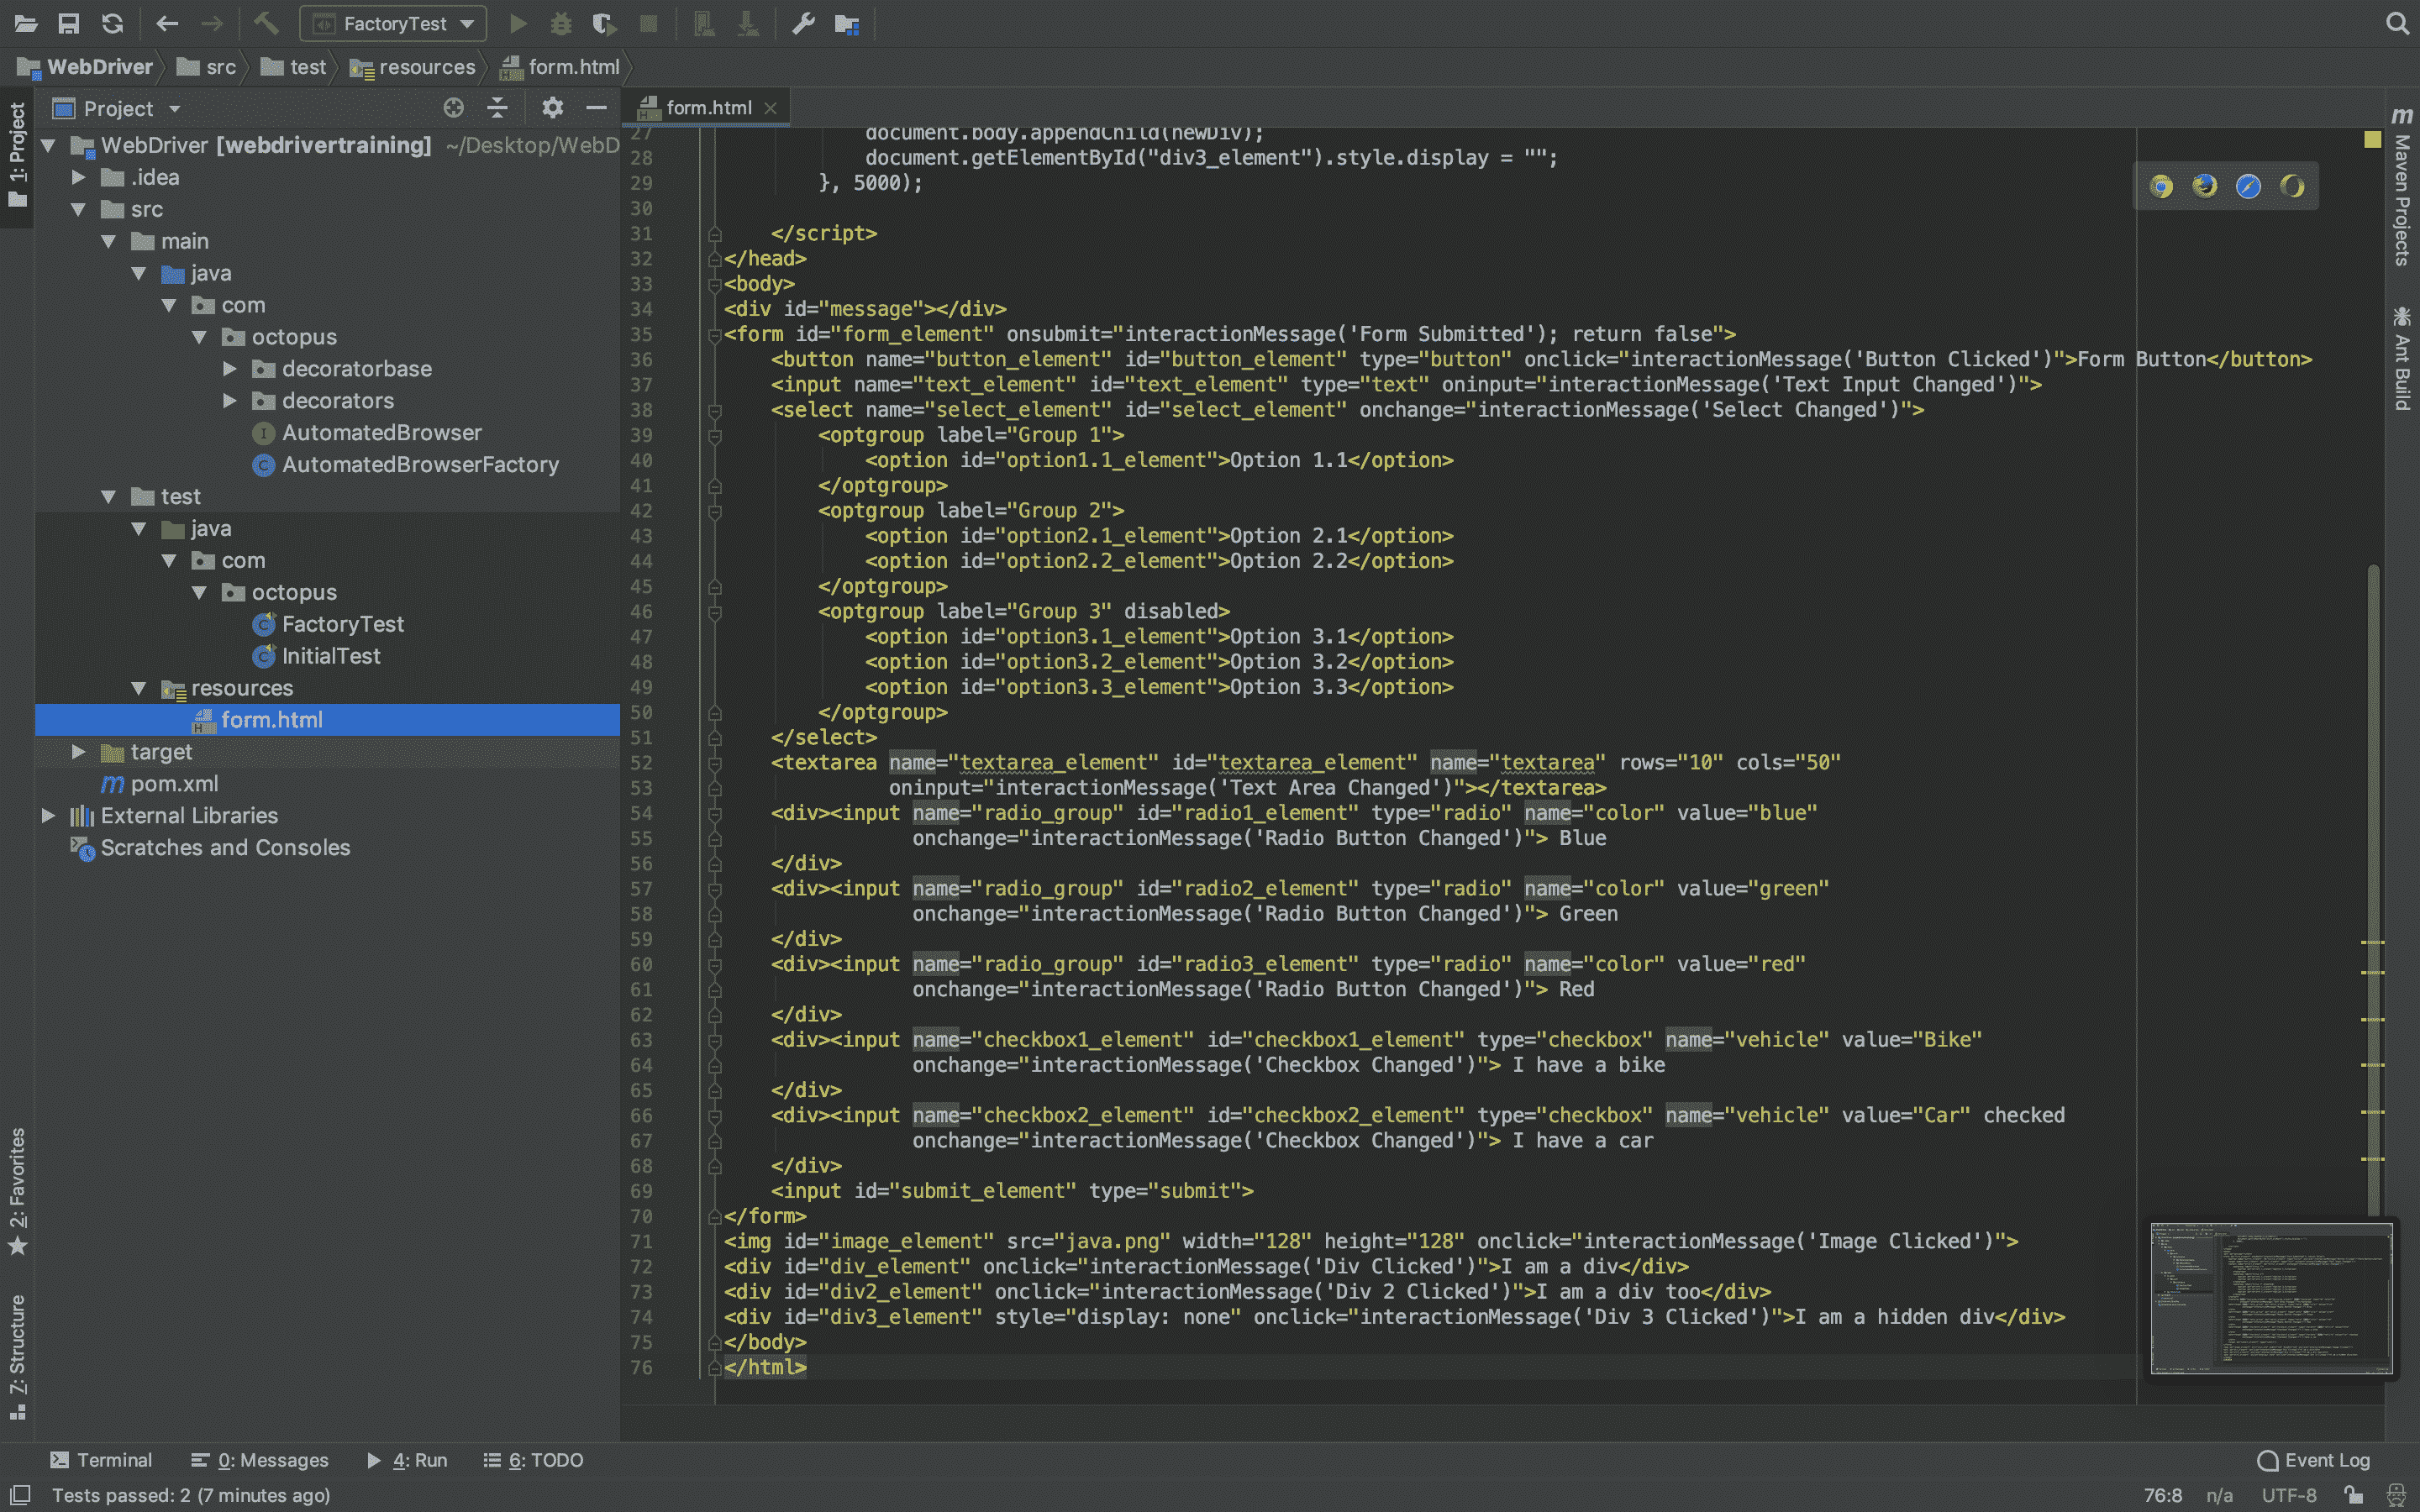 FactoryTest
WebDriver src test resources form.html
1: Project
Project
form.html
WebDriver [webdrivertraining] ~/Desktop/WebD
.idea
src
main
java
com
octopus
decoratorbase
decorators
AutomatedBrowser
AutomatedBrowserFactory
test
java
com
octopus
FactoryTest
InitialTest
resources
form.html
target
pom.xml
External Libraries
Scratches and Consoles
27 document.body.appendChild(newDiv);
28 document.getElementById("div3_element").style.display = "";
29 }, 5000);
30
31 </script>
32 </head>
33 <body>
34 <div id="message"></div>
35 <form id="form_element" onsubmit="interactionMessage('Form Submitted'); return false">
36 <button name="button_element" id="button_element" type="button" onclick="interactionMessage('Button Clicked')">Form Button</button>
37 <input name="text_element" id="text_element" type="text" oninput="interactionMessage('Text Input Changed')">
38 <select name="select_element" id="select_element" onchange="interactionMessage('Select Changed')">
39 <optgroup label="Group 1">
40 <option id="option1.1_element">Option 1.1</option>
41 </optgroup>
42 <optgroup label="Group 2">
43 <option id="option2.1_element">Option 2.1</option>
44 <option id="option2.2_element">Option 2.2</option>
45 </optgroup>
46 <optgroup label="Group 3" disabled>
47 <option id="option3.1_element">Option 3.1</option>
48 <option id="option3.2_element">Option 3.2</option>
49 <option id="option3.3_element">Option 3.3</option>
50 </optgroup>
51 </select>
52 <textarea name="textarea_element" id="textarea_element" name="textarea" rows="10" cols="50"
53 oninput="interactionMessage('Text Area Changed')"></textarea>
54 <div><input name="radio_group" id="radio1_element" type="radio" name="color" value="blue"
55 onchange="interactionMessage('Radio Button Changed')"> Blue
56 </div>
57 <div><input name="radio_group" id="radio2_element" type="radio" name="color" value="green"
58 onchange="interactionMessage('Radio Button Changed')"> Green
59 </div>
60 <div><input name="radio_group" id="radio3_element" type="radio" name="color" value="red"
61 onchange="interactionMessage('Radio Button Changed')"> Red
62 </div>
63 <div><input name="checkbox1_element" id="checkbox1_element" type="checkbox" name="vehicle" value="Bike"
64 onchange="interactionMessage('Checkbox Changed')"> I have a bike
65 </div>
66 <div><input name="checkbox2_element" id="checkbox2_element" type="checkbox" name="vehicle" value="Car" checked
67 onchange="interactionMessage('Checkbox Changed')"> I have a car
68 </div>
69 <input id="submit_element" type="submit">
70 </form>
71 <img id="image_element" src="java.png" width="128" height="128" onclick="interactionMessage('Image Clicked')">
72 <div id="div_element" onclick="interactionMessage('Div Clicked')">I am a div</div>
73 <div id="div2_element" onclick="interactionMessage('Div 2 Clicked')">I am a div too</div>
74 <div id="div3_element" style="display: none" onclick="interactionMessage('Div 3 Clicked')">I am a hidden div</div>
75 </body>
76 </html>
m Maven Projects
Ant Build
2: Favorites
7: Structure
Terminal 0: Messages 4: Run 6: TODO Event Log
Tests passed: 2 (7 minutes ago) 76:8 n/a UTF-8